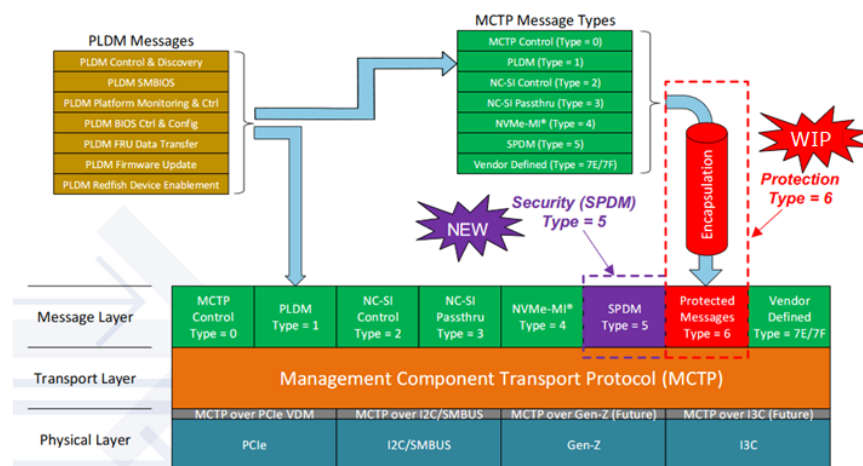 PLDM Messages
PLDM Control & Discovery
PLDM SMBIOS
PLDM Platform Monitoring & Ctrl
PLDM BIOS Ctrl & Config
PLDM FRU Data Transfer
PLDM Firmware Update
PLDM Redfish Device Enablement
MCTP Message Types
MCTP Control (Type = 0)
PLDM (Type = 1)
NC-SI Control (Type = 2)
NC-SI Passthru (Type = 3)
NVMe-MI® (Type = 4)
SPDM (Type = 5)
Vendor Defined (Type = 7E/7F)
Encapsulation
WIP
Protection
Type = 6
NEW
Security (SPDM)
Type = 5
Message Layer
MCTP
Control
Type = 0
PLDM
Type = 1
NC-SI
Control
Type = 2
NC-SI
Passthru
Type = 3
NVMe-MI®
Type = 4
SPDM
Type = 5
Protected
Messages
Type = 6
Vendor
Defined
Type = 7E/7F
Transport Layer
Management Component Transport Protocol (MCTP)
MCTP over PCIe VDM
MCTP over I2C/SMBUS
MCTP over Gen-Z (Future)
MCTP over I3C (Future)
Physical Layer
PCIe
I2C/SMBUS
Gen-Z
I3C